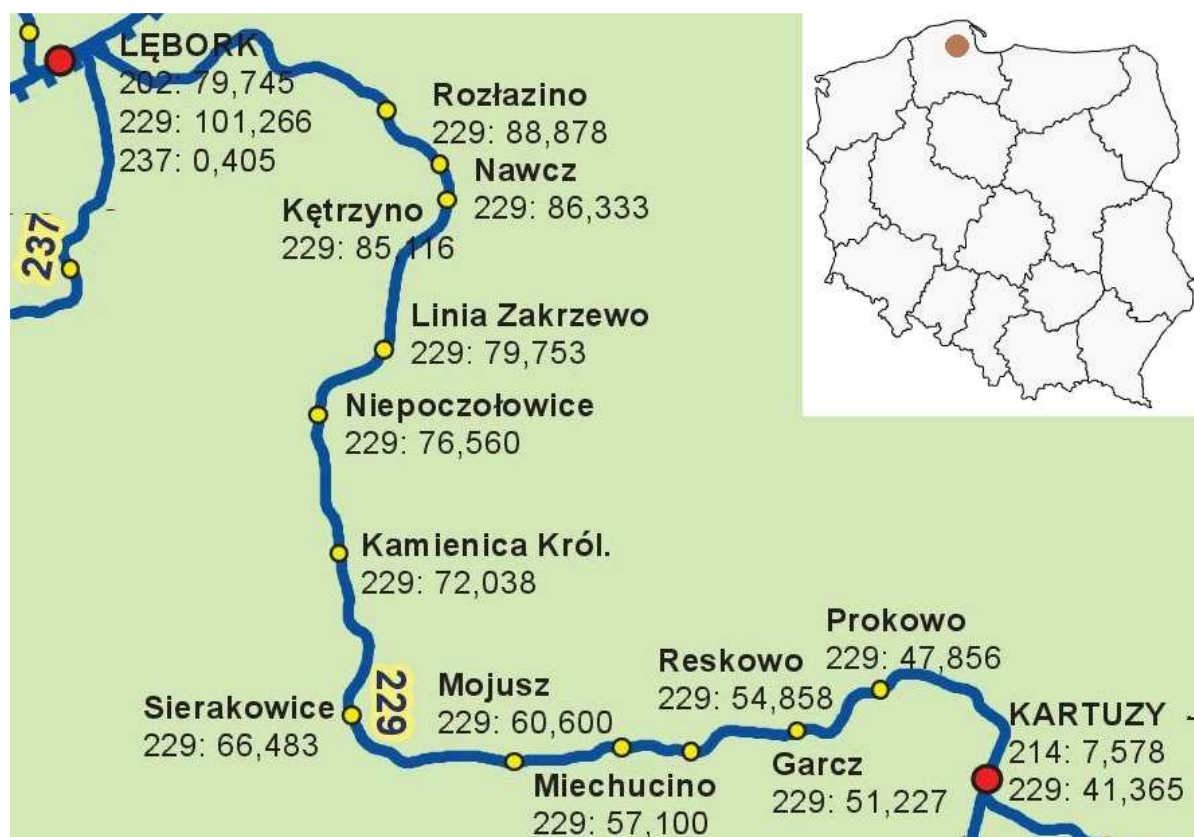 LĘBORK
202: 79,745
229: 101,266
237: 0,405
Rozłazino
229: 88,878
Nawcz
229: 86,333
Kętrzyno
229: 85,116
237
Linia Zakrzewo
229: 79,753
Niepoczołowice
229: 76,560
Kamienica Król.
229: 72,038
Sierakowice
229: 66,483
229
Mojusz
229: 60,600
Miechucino
229: 57,100
Reskowo
229: 54,858
Garcz
229: 51,227
Prokowo
229: 47,856
KARTUZY
214: 7,578
229: 41,365